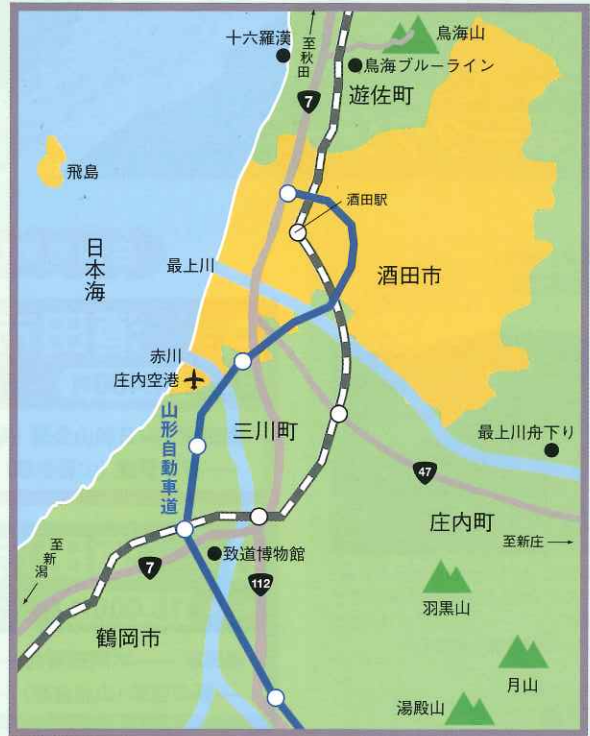 鳥海山
十六羅漢
至秋田
鳥海ブルーライン
7
遊佐町
飛島
酒田駅
日本海
最上川
酒田市
赤川
庄内空港
山形自動車道
三川町
最上川舟下り
47
庄内町
至新庄
至新潟
7
致道博物館
112
羽黒山
鶴岡市
月山
湯殿山